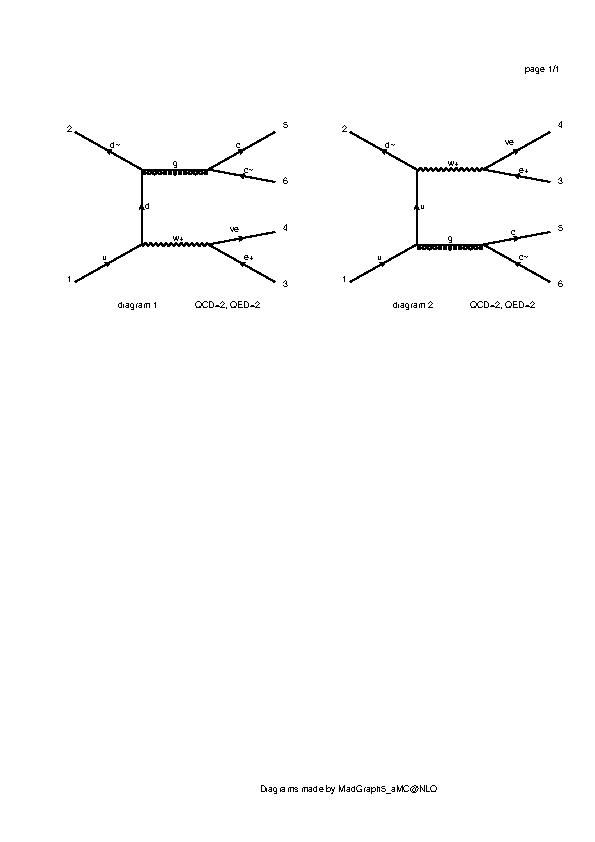 page 1/1
2 d~ g c 5
c~ 6
d
ve 4
u w+ e+
1 3
diagram 1 QCD=2, QED=2
2 d~ w+ ve 4
e+ 3
u
c 5
u g c~
1 6
diagram 2 QCD=2, QED=2
Diagrams made by MadGraph5_aMC@NLO